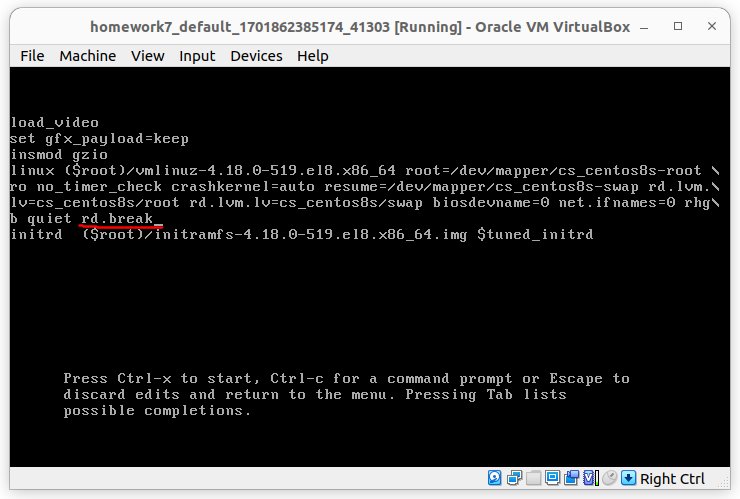 homework7_default_1701862385174_41303 [Running] - Oracle VM VirtualBox
File Machine View Input Devices Help
load_video
set gfx_payload=keep
insmod gzio
linux ($root)/vmlinuz-4.18.0-519.el8.x86_64 root=/dev/mapper/cs_centos8s-root \
ro no_timer_check crashkernel=auto resume=/dev/mapper/cs_centos8s-swap rd.lvm.\
lv=cs_centos8s/root rd.lvm.lv=cs_centos8s/swap biosdevname=0 net.ifnames=0 rhg\
b quiet rd.break_
initrd  ($root)/initramfs-4.18.0-519.el8.x86_64.img $tuned_initrd
Press Ctrl-x to start, Ctrl-c for a command prompt or Escape to
discard edits and return to the menu. Pressing Tab lists
possible completions.
Right Ctrl